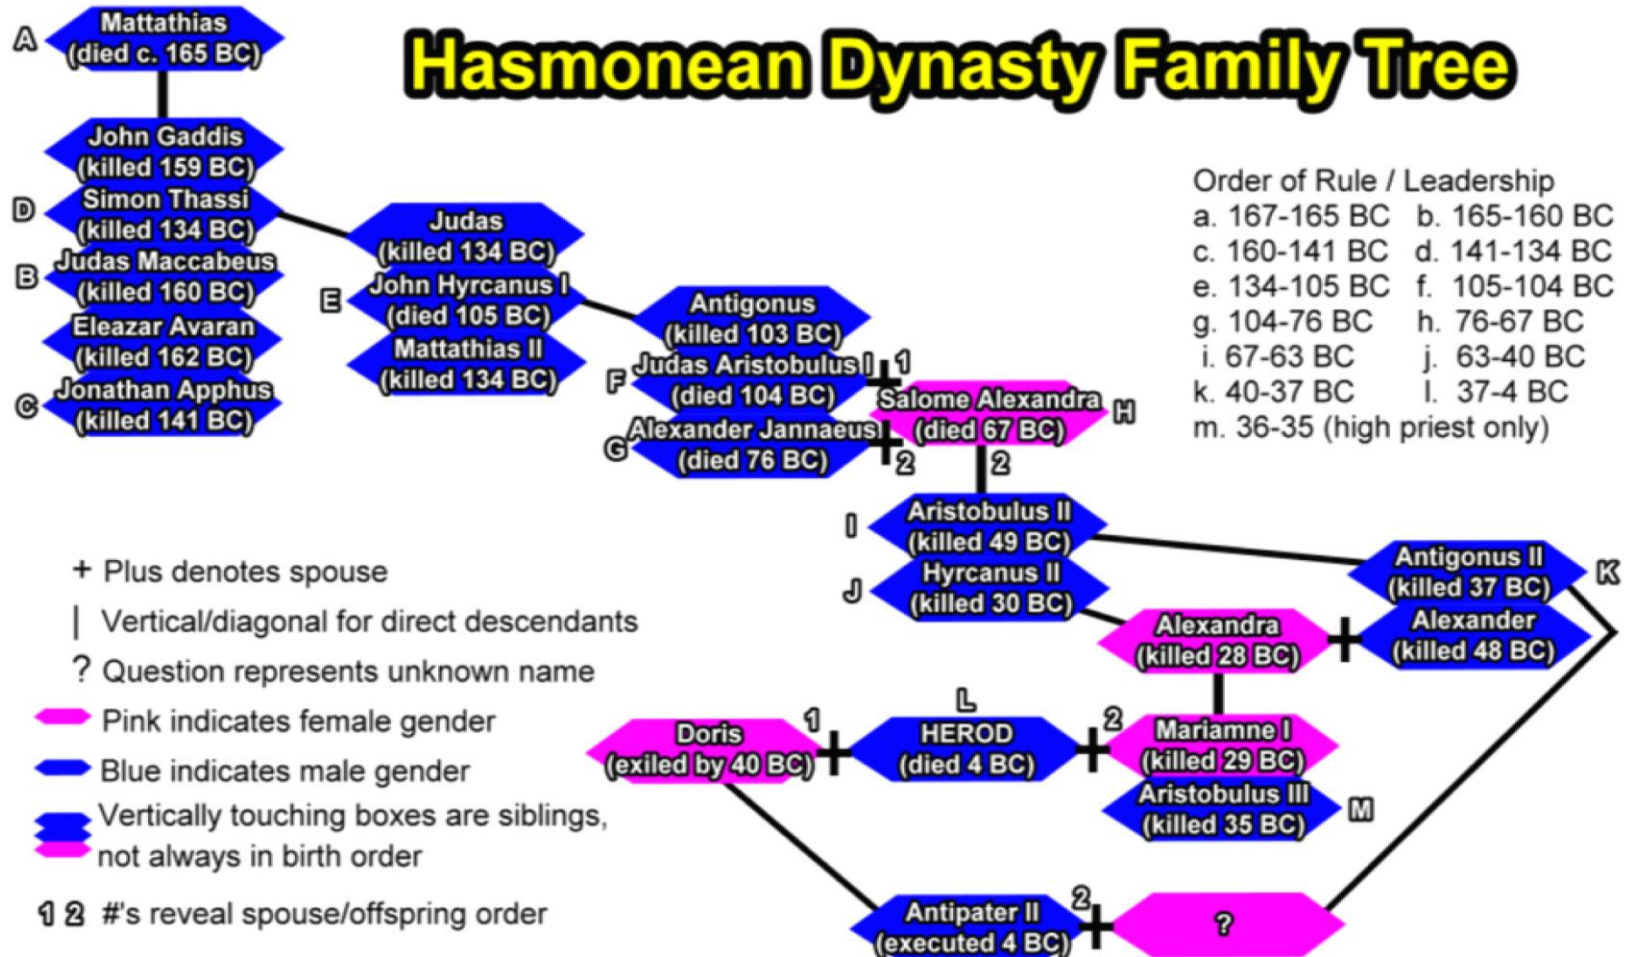 Hasmonean Dynasty Family Tree
A
Mattathias
(died c. 165 BC)
John Gaddis
(killed 159 BC)
D
Simon Thassi
(killed 134 BC)
B
Judas Maccabeus
(killed 160 BC)
Eleazar Avaran
(killed 162 BC)
C
Jonathan Apphus
(killed 141 BC)
Judas
(killed 134 BC)
E
John Hyrcanus I
(died 105 BC)
Mattathias II
(killed 134 BC)
Antigonus
(killed 103 BC)
F
Judas Aristobulus I
(died 104 BC)
+ 1
G
Alexander Jannaeus
(died 76 BC)
+ 2
Salome Alexandra
(died 67 BC)
H
2
Order of Rule / Leadership
a. 167-165 BC b. 165-160 BC
c. 160-141 BC d. 141-134 BC
e. 134-105 BC f. 105-104 BC
g. 104-76 BC h. 76-67 BC
i. 67-63 BC j. 63-40 BC
k. 40-37 BC l. 37-4 BC
m. 36-35 (high priest only)
I
Aristobulus II
(killed 49 BC)
J
Hyrcanus II
(killed 30 BC)
Antigonus II
(killed 37 BC)
K
Alexandra
(killed 28 BC)
+
Alexander
(killed 48 BC)
Doris
(exiled by 40 BC)
1
+
L
HEROD
(died 4 BC)
2
+
Mariamne I
(killed 29 BC)
Aristobulus III
(killed 35 BC)
M
Antipater II
(executed 4 BC)
2
+
?
+ Plus denotes spouse
| Vertical/diagonal for direct descendants
? Question represents unknown name
Pink indicates female gender
Blue indicates male gender
Vertically touching boxes are siblings,
not always in birth order
1 2 #'s reveal spouse/offspring order